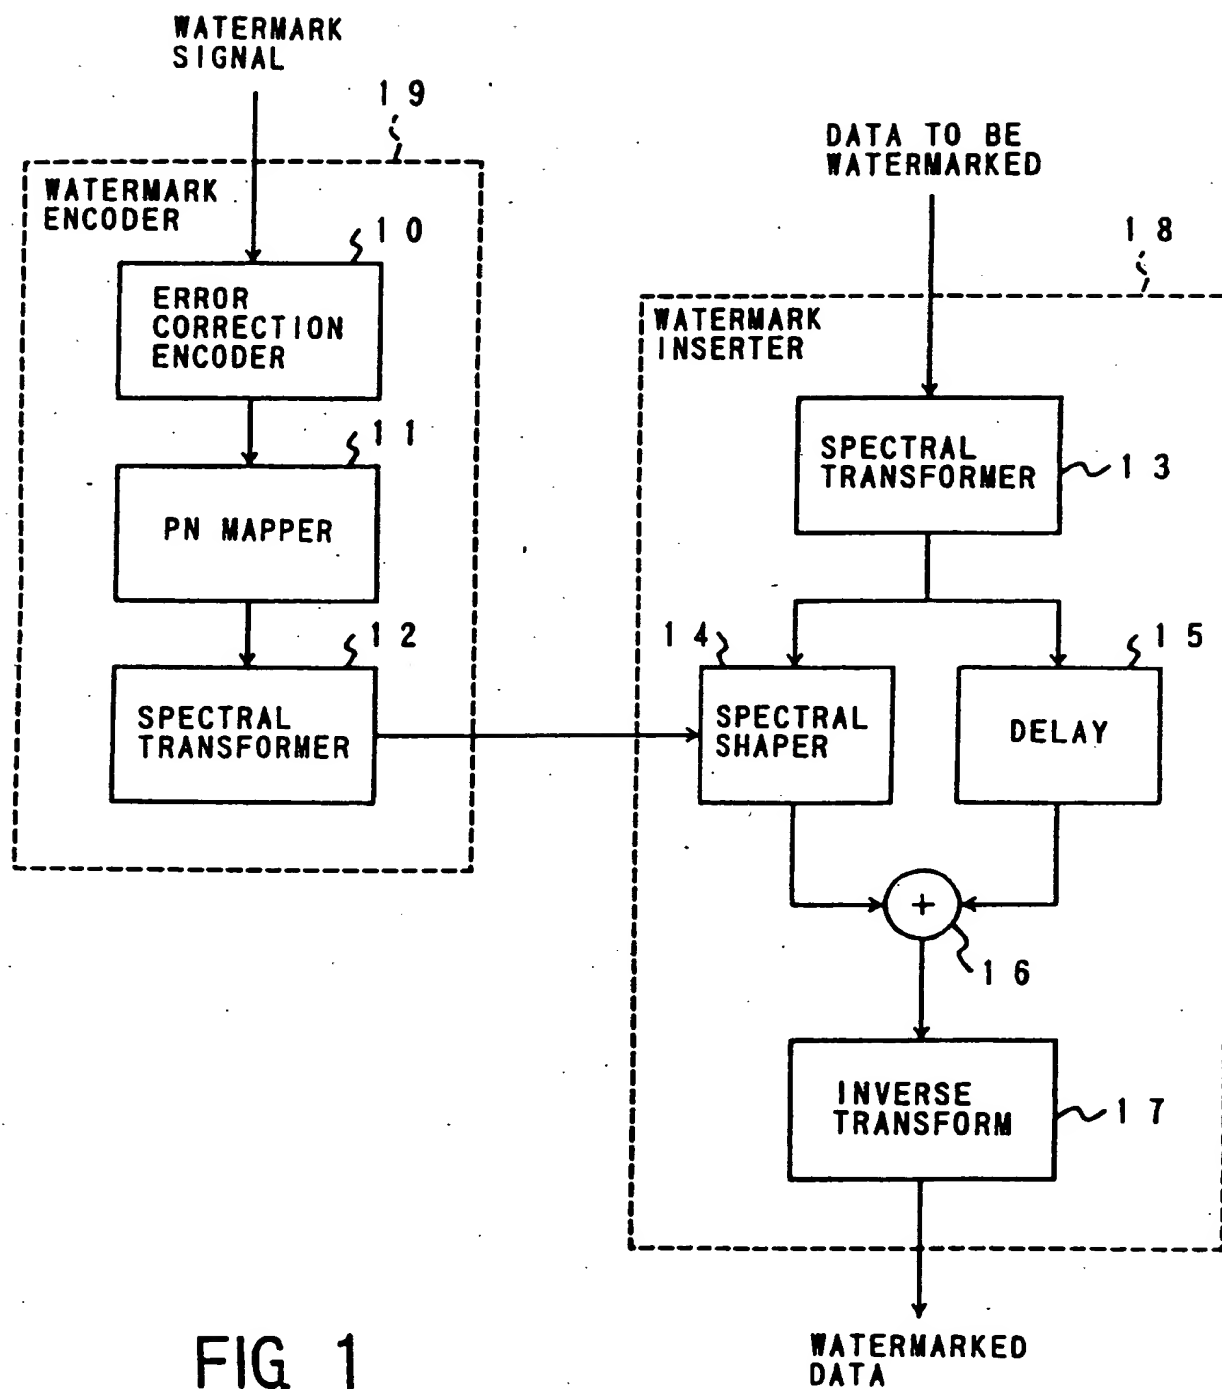 WATERMARK
SIGNAL
19
WATERMARK
ENCODER
10
ERROR
CORRECTION
ENCODER
11
PN MAPPER
12
SPECTRAL
TRANSFORMER
DATA TO BE
WATERMARKED
18
WATERMARK
INSERTER
SPECTRAL
TRANSFORMER
13
14
SPECTRAL
SHAPER
15
DELAY
+
16
INVERSE
TRANSFORM
17
WATERMARKED
DATA
FIG. 1